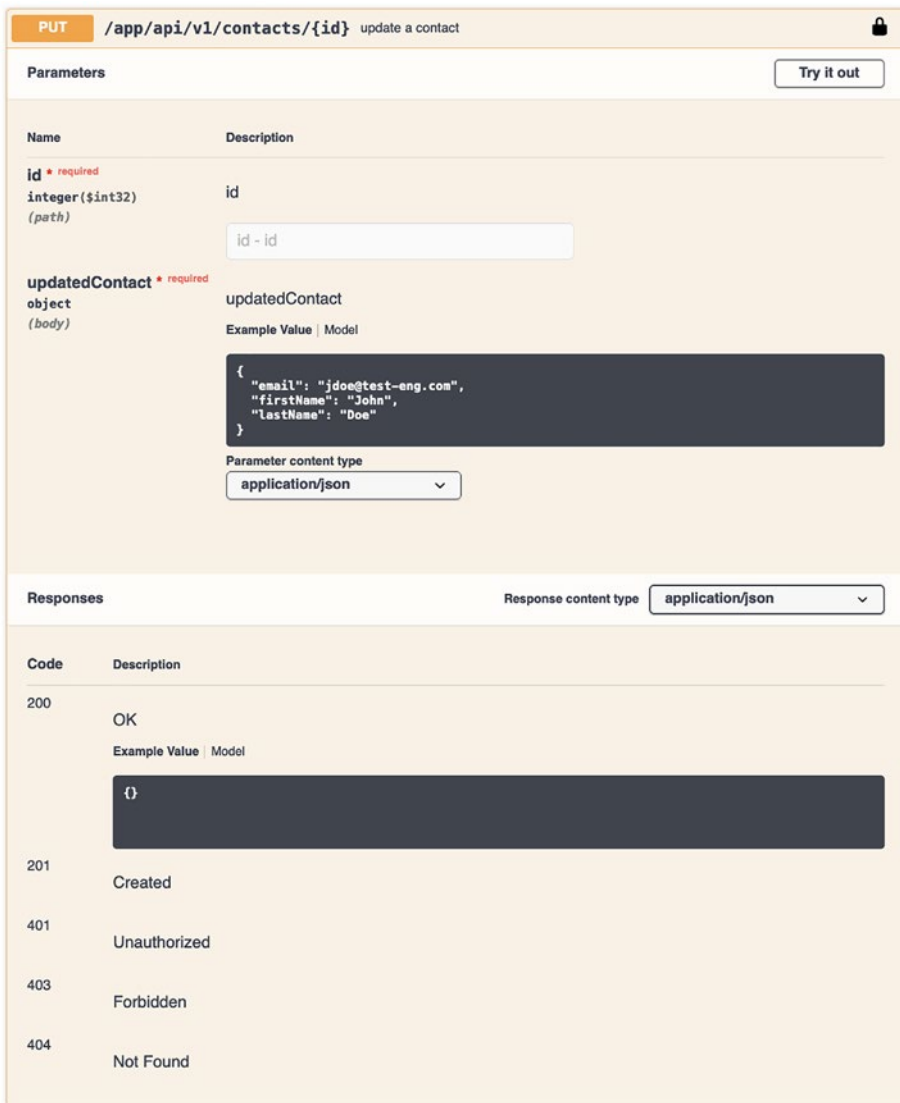 PUT /app/api/v1/contacts/{id} update a contact
Parameters Try it out
Name Description
id * required
integer($int32)
(path)
id
id - id
updatedContact * required
object
(body)
updatedContact
Example Value | Model
{
"email": "jdoe@test-eng.com",
"firstName": "John",
"lastName": "Doe"
}
Parameter content type
application/json
Responses Response content type application/json
Code Description
200
OK
Example Value | Model
{}
201
Created
401
Unauthorized
403
Forbidden
404
Not Found